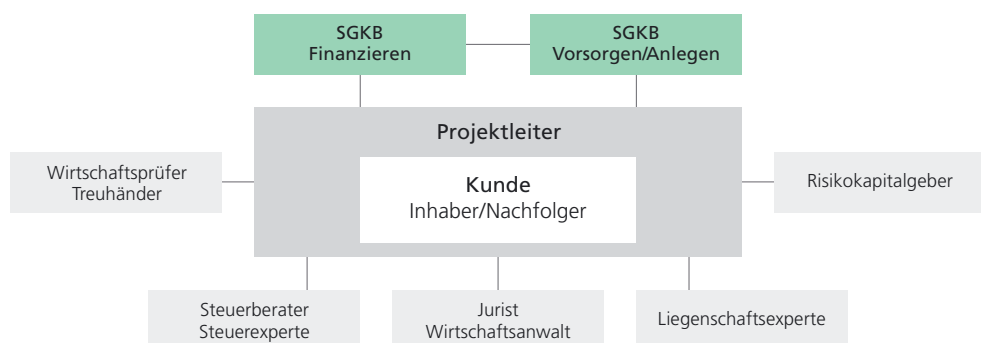 SGKB
Finanzieren
SGKB
Vorsorgen/Anlegen
Projektleiter
Wirtschaftsprüfer
Treuhänder
Kunde
Inhaber/Nachfolger
Risikokapitalgeber
Steuerberater
Steuerexperte
Jurist
Wirtschaftsanwalt
Liegenschaftsexperte